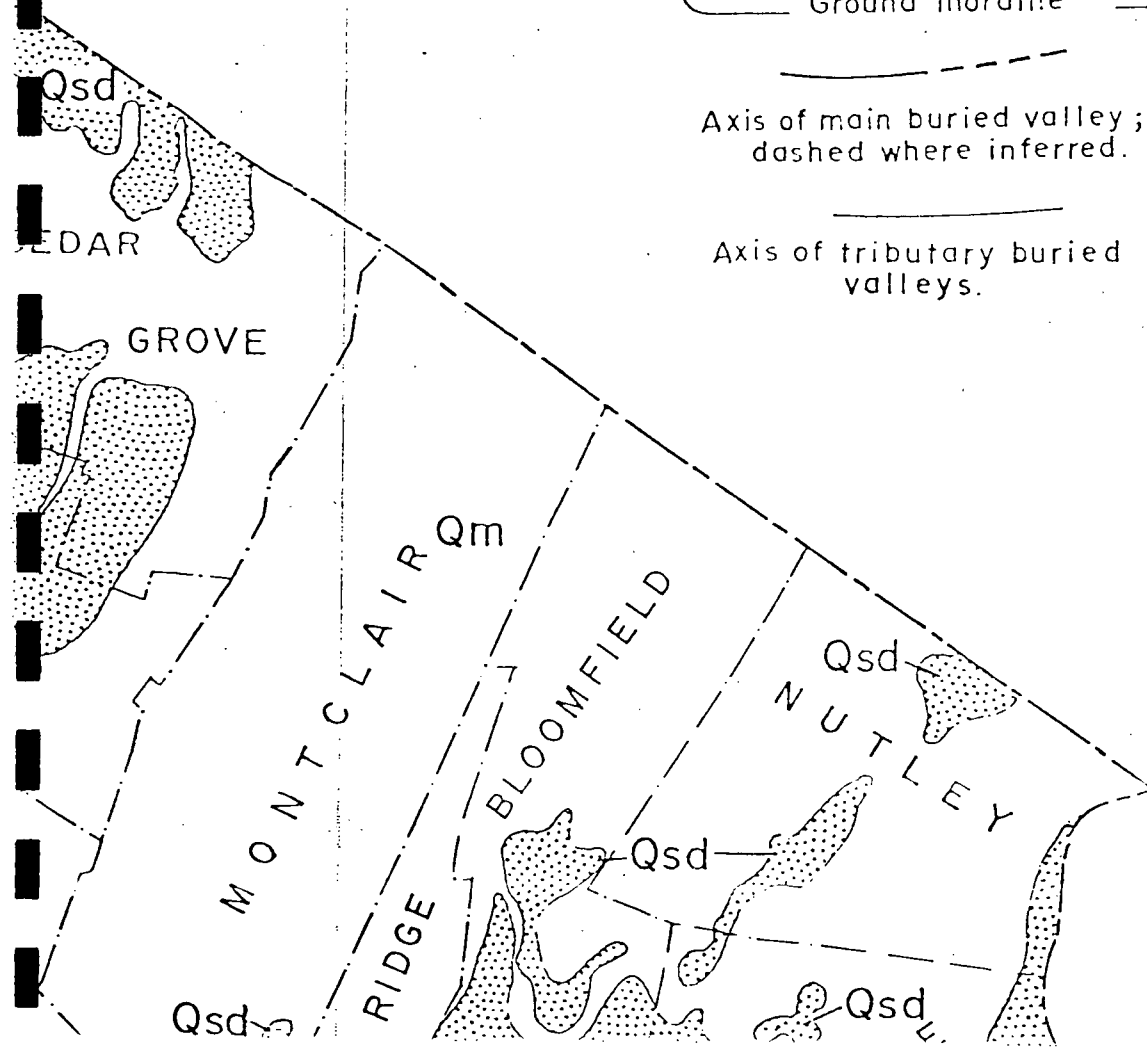 Ground moraine
Axis of main buried valley;
dashed where inferred.
Axis of tributary buried
valleys.
Qsd
EDAR
GROVE
Qm
MONTCLAIR
BLOOMFIELD
Qsd
NUTLEY
Qsd
RIDGE
Qsd
Qsd